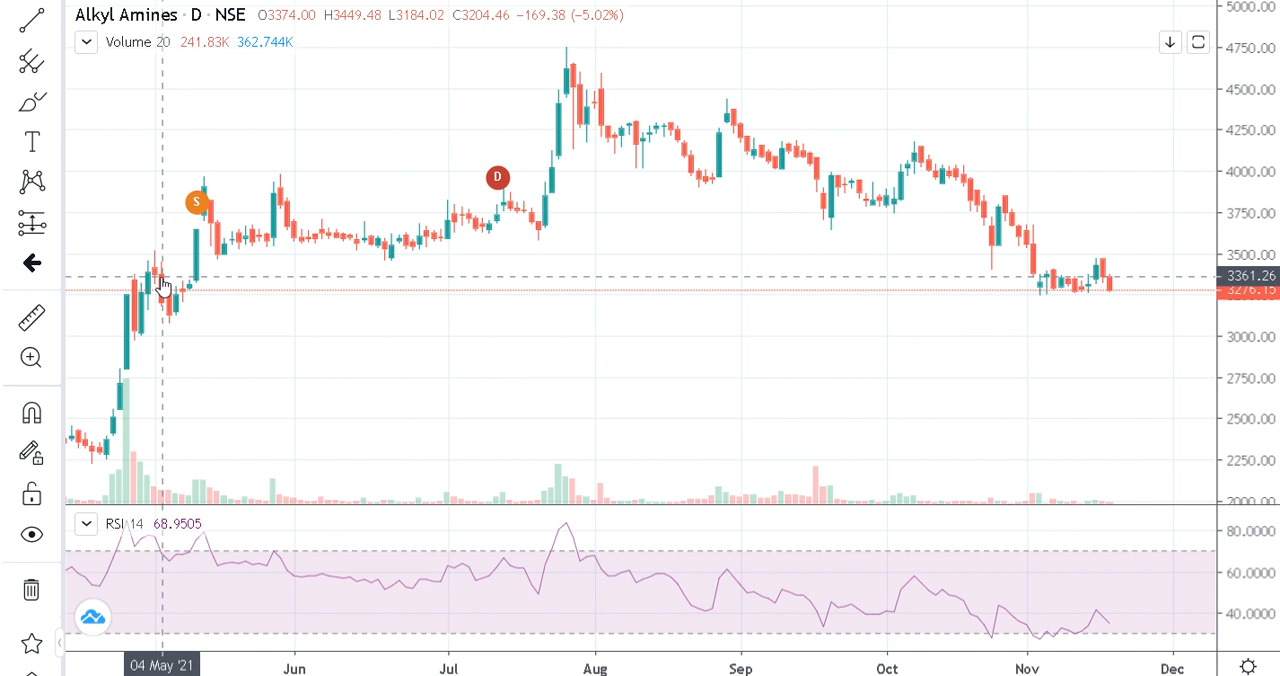 Alkyl Amines · D · NSE O3374.00 H3449.48 L3184.02 C3204.46 −169.38 (−5.02%)
Volume 20 241.83K 362.744K
5000.00
4750.00
4500.00
4250.00
4000.00
3750.00
3500.00
3361.26
3276.15
3000.00
2750.00
2500.00
2250.00
2000.00
S
D
T
RSI 14 68.9505
80.0000
60.0000
40.0000
04 May '21 Jun Jul Aug Sep Oct Nov Dec